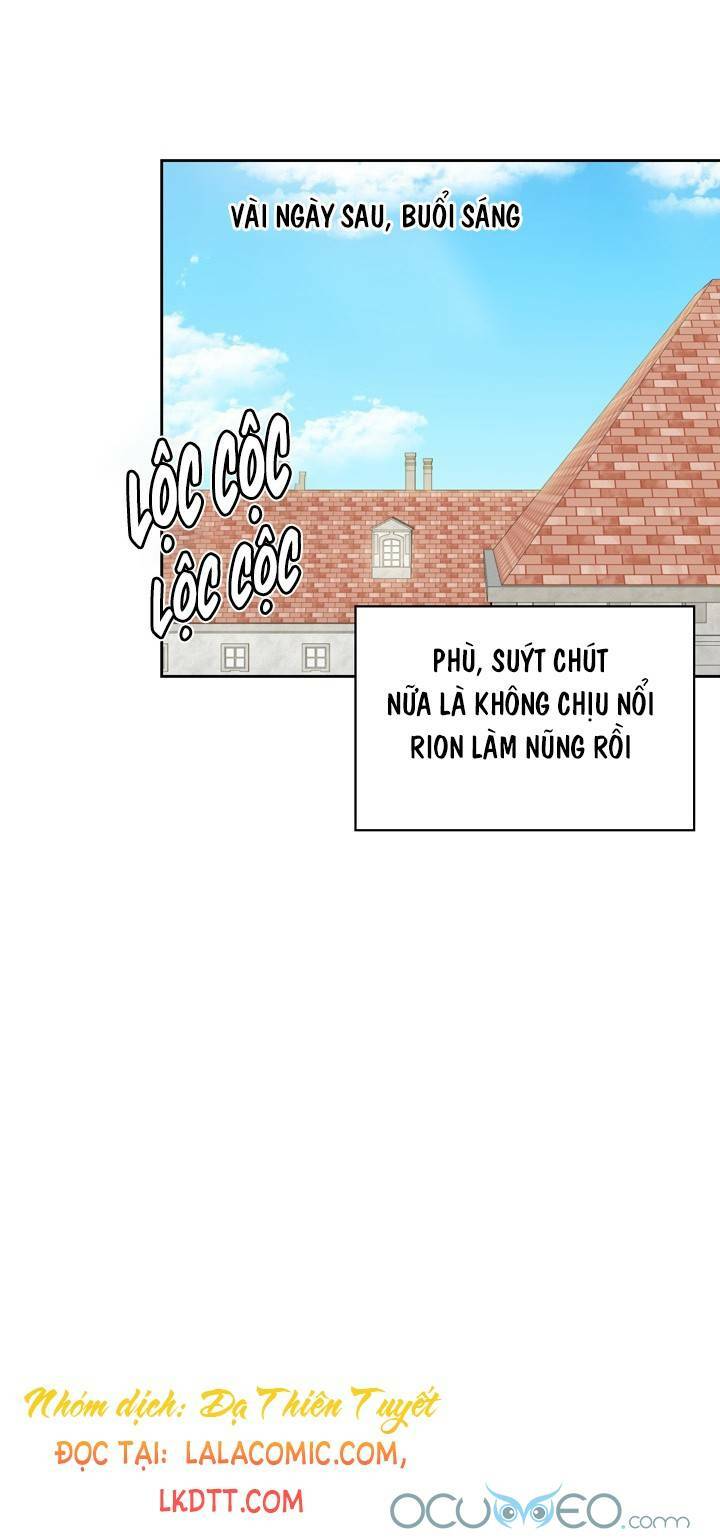 VÀI NGÀY SAU, BUỔI SÁNG
LỘC CỘC
LỘC CỘC
PHÙ, SUÝT CHÚT
NỮA LÀ KHÔNG CHỊU NỔI
RION LÀM NŨNG RỒI
Nhóm dịch: Dạ Thiên Tuyết
ĐỌC TẠI: LALACOMIC.COM,
LKDTT.COM
OCUMEO.comm